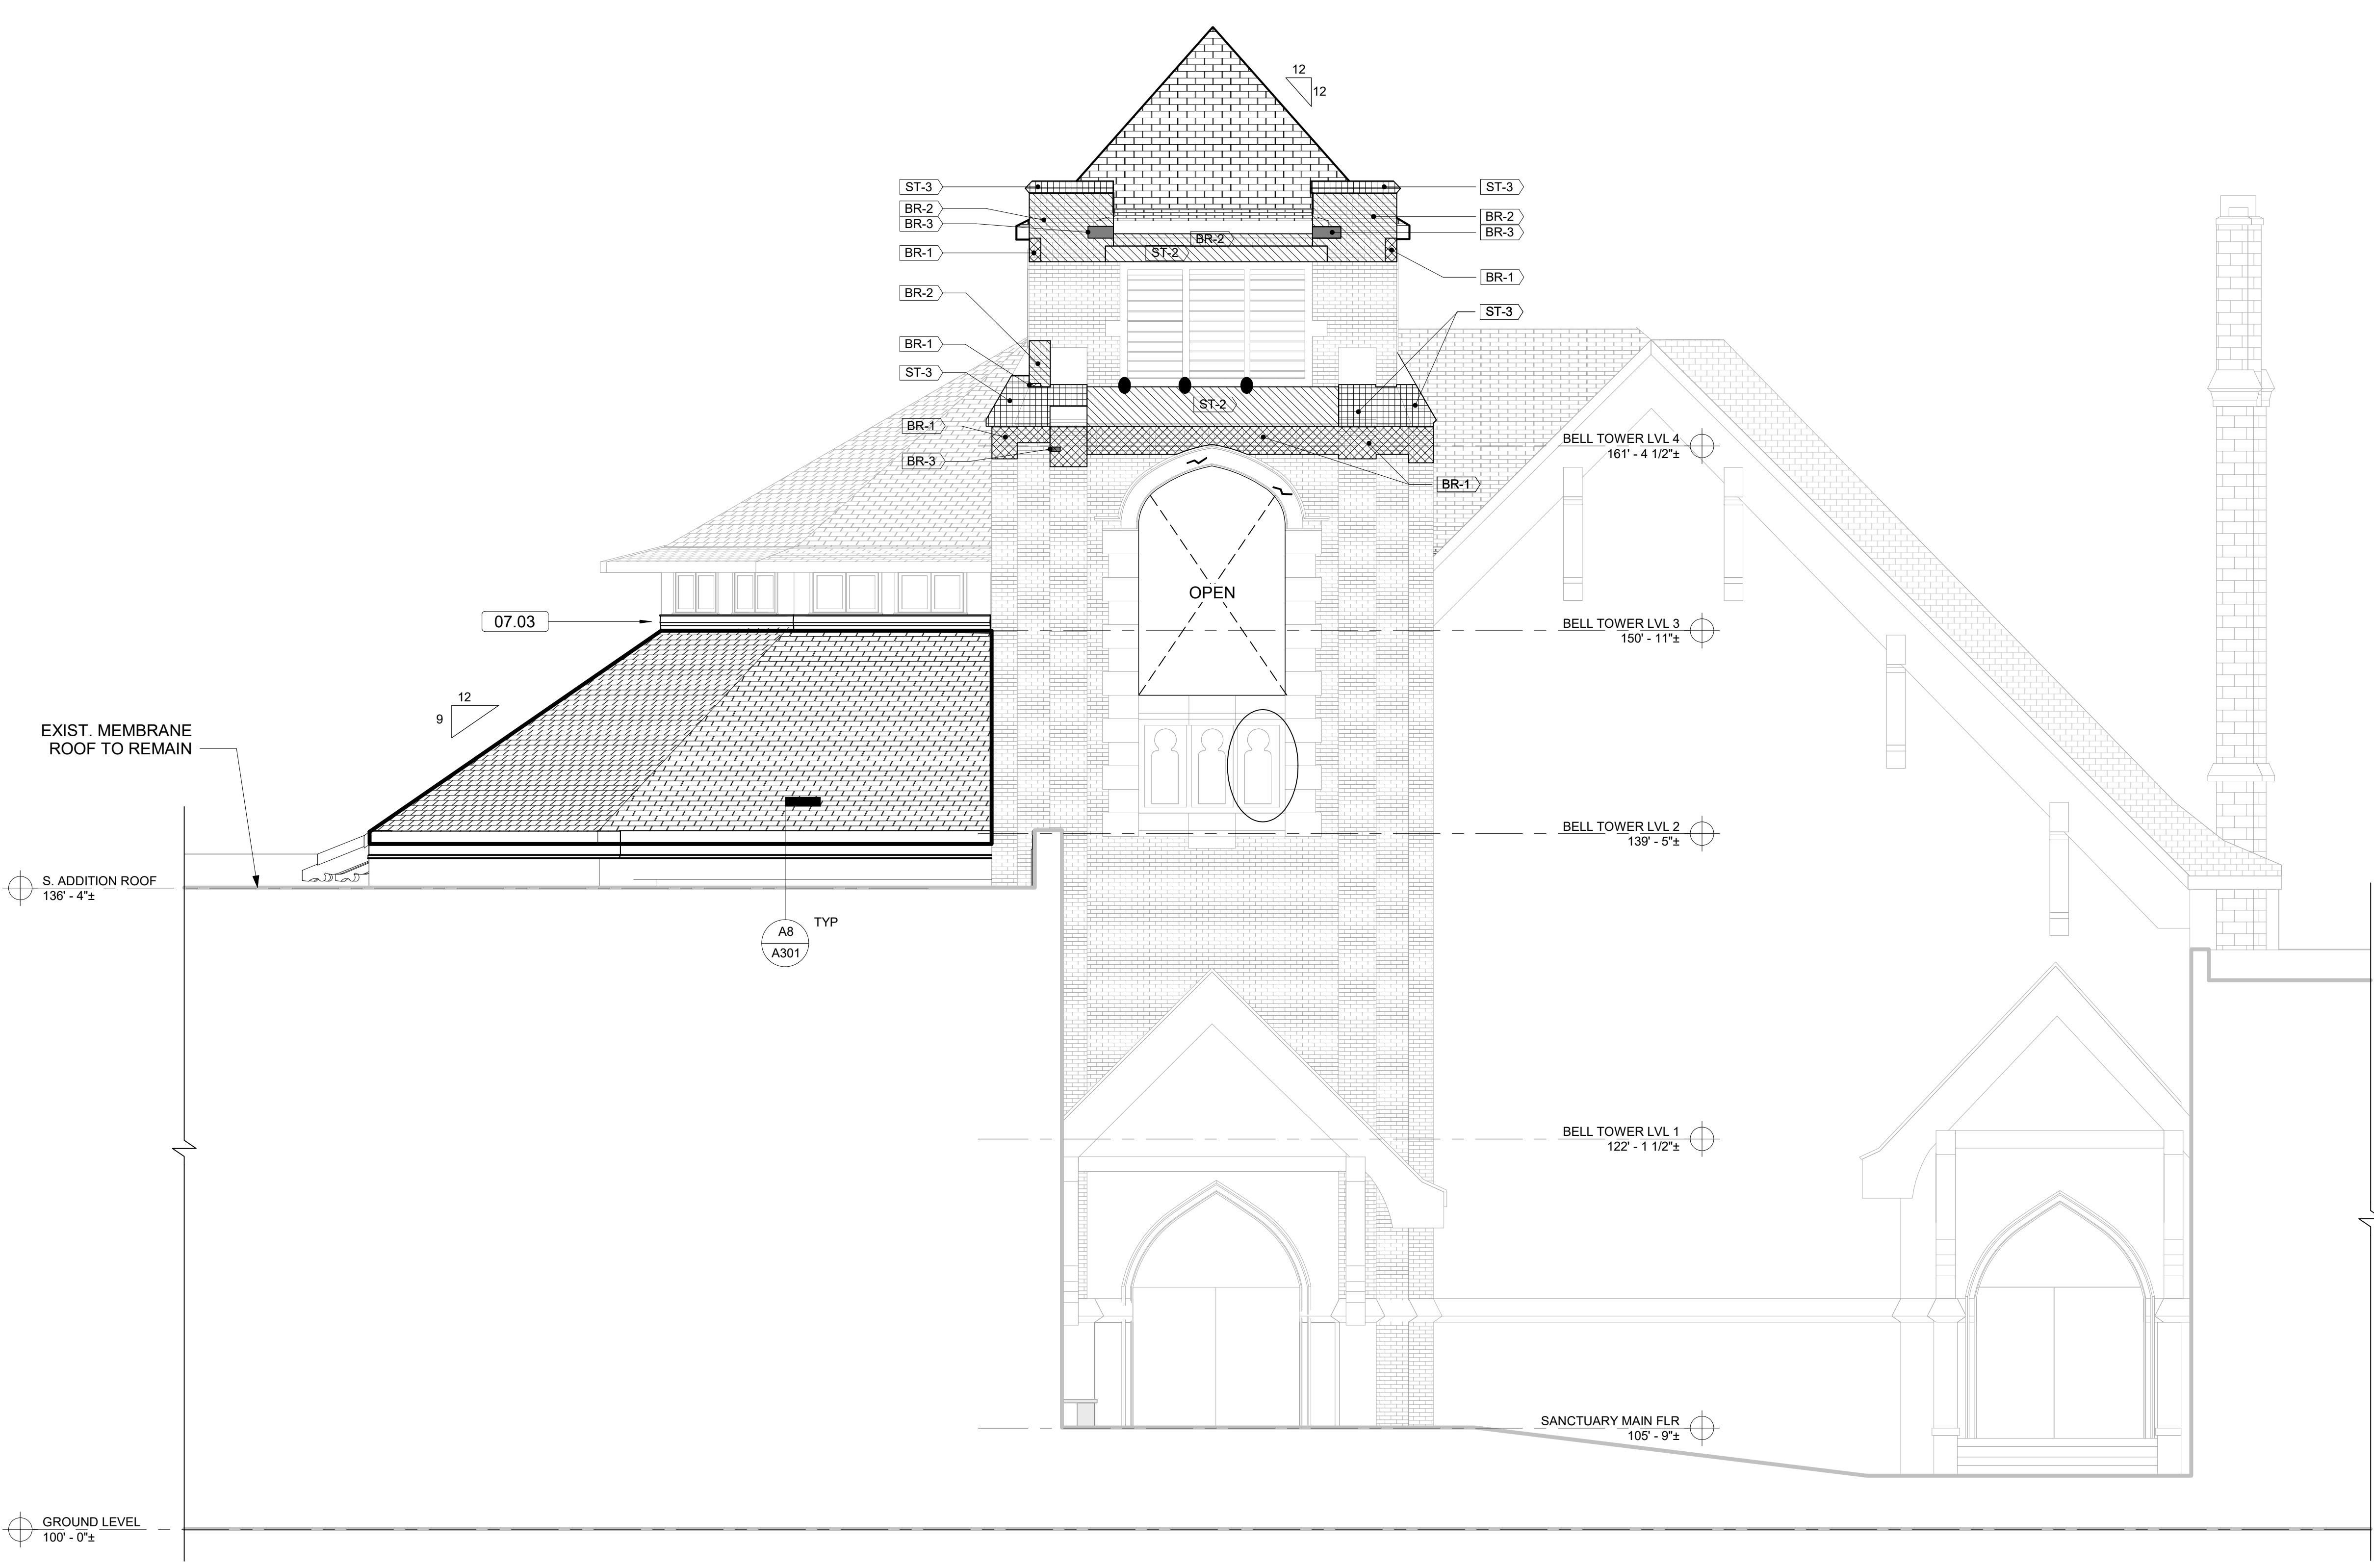 12
12
ST-3
ST-3
BR-2
BR-3
BR-2
BR-3
BR-2
BR-1
ST-2
BR-1
BR-2
ST-3
BR-1
ST-3
ST-2
BR-1
BR-3
BR-1
BELL TOWER LVL 4
161' - 4 1/2"±
OPEN
07.03
BELL TOWER LVL 3
150' - 11"±
12
9
EXIST. MEMBRANE
ROOF TO REMAIN
BELL TOWER LVL 2
139' - 5"±
S. ADDITION ROOF
136' - 4"±
A8
A301
TYP
BELL TOWER LVL 1
122' - 1 1/2"±
SANCTUARY MAIN FLR
105' - 9"±
GROUND LEVEL
100' - 0"±